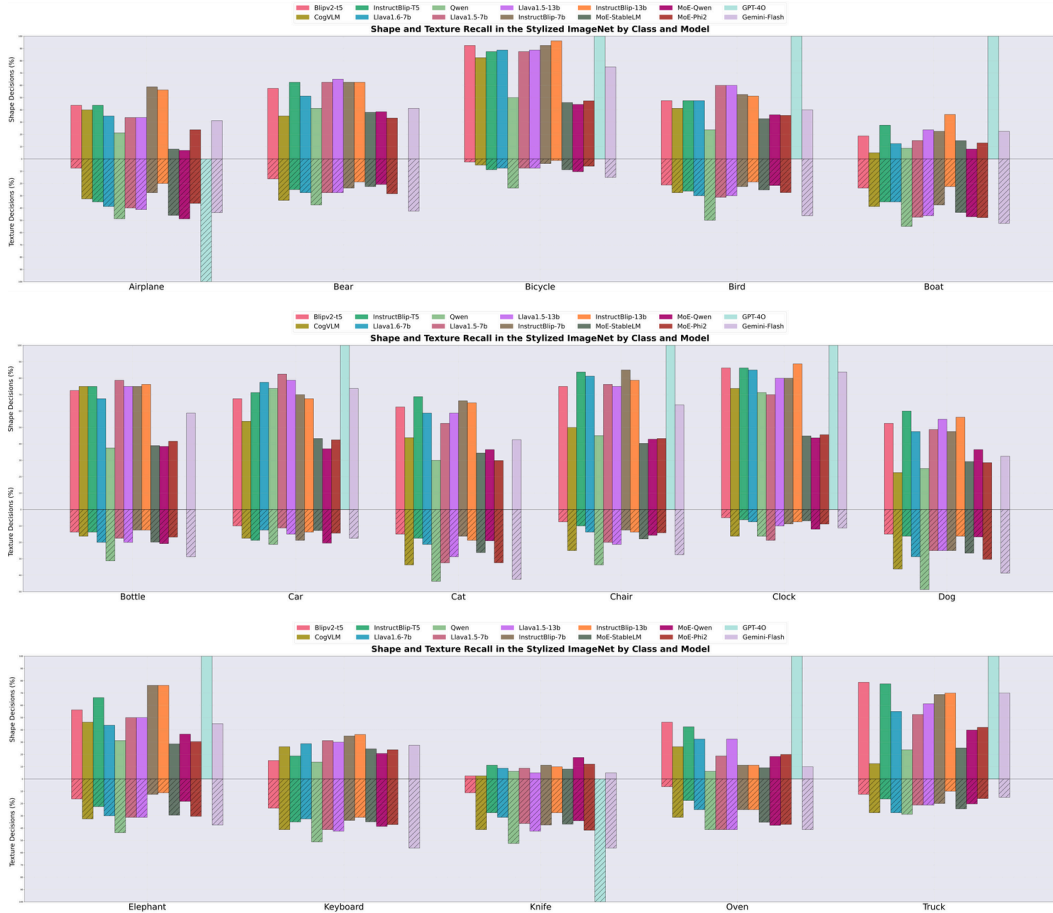 Blipv2-t5 InstructBlip-T5 Qwen Llava1.5-13b InstructBlip-13b MoE-Qwen GPT-4O
CogVLM Llava1.6-7b Llava1.5-7b InstructBlip-7b MoE-StableLM MoE-Phi2 Gemini-Flash
Shape and Texture Recall in the Stylized ImageNet by Class and Model
Shape Decisions (%)
Texture Decisions (%)
Airplane Bear Bicycle Bird Boat
Blipv2-t5 InstructBlip-T5 Qwen Llava1.5-13b InstructBlip-13b MoE-Qwen GPT-4O
CogVLM Llava1.6-7b Llava1.5-7b InstructBlip-7b MoE-StableLM MoE-Phi2 Gemini-Flash
Shape and Texture Recall in the Stylized ImageNet by Class and Model
Shape Decisions (%)
Texture Decisions (%)
Bottle Car Cat Chair Clock Dog
Blipv2-t5 InstructBlip-T5 Qwen Llava1.5-13b InstructBlip-13b MoE-Qwen GPT-4O
CogVLM Llava1.6-7b Llava1.5-7b InstructBlip-7b MoE-StableLM MoE-Phi2 Gemini-Flash
Shape and Texture Recall in the Stylized ImageNet by Class and Model
Shape Decisions (%)
Texture Decisions (%)
Elephant Keyboard Knife Oven Truck